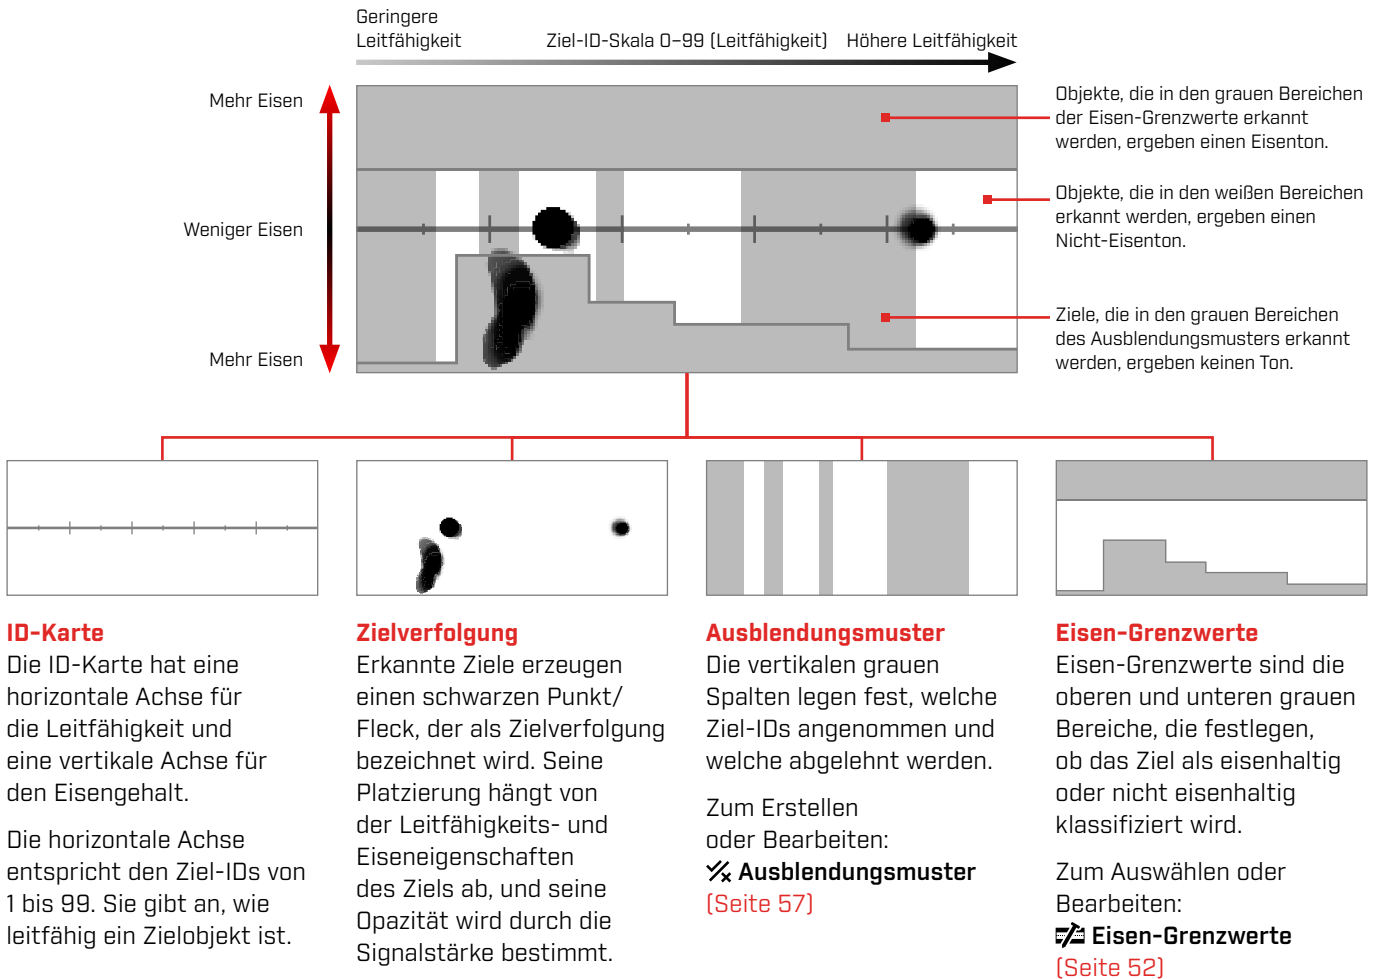 Geringere
Leitfähigkeit
Ziel-ID-Skala 0–99 (Leitfähigkeit)
Höhere Leitfähigkeit
Mehr Eisen
Weniger Eisen
Mehr Eisen
Objekte, die in den grauen Bereichen
der Eisen-Grenzwerte erkannt
werden, ergeben einen Eisenton.
Objekte, die in den weißen Bereichen
erkannt werden, ergeben einen
Nicht-Eisenton.
Ziele, die in den grauen Bereichen
des Ausblendungsmusters erkannt
werden, ergeben keinen Ton.
ID-Karte
Die ID-Karte hat eine
horizontale Achse für
die Leitfähigkeit und
eine vertikale Achse für
den Eisengehalt.
Die horizontale Achse
entspricht den Ziel-IDs von
1 bis 99. Sie gibt an, wie
leitfähig ein Zielobjekt ist.
Zielverfolgung
Erkannte Ziele erzeugen
einen schwarzen Punkt/
Fleck, der als Zielverfolgung
bezeichnet wird. Seine
Platzierung hängt von
der Leitfähigkeits- und
Eiseneigenschaften
des Ziels ab, und seine
Opazität wird durch die
Signalstärke bestimmt.
Ausblendungsmuster
Die vertikalen grauen
Spalten legen fest, welche
Ziel-IDs angenommen und
welche abgelehnt werden.
Zum Erstellen
oder Bearbeiten:
Ausblendungsmuster
(Seite 57)
Eisen-Grenzwerte
Eisen-Grenzwerte sind die
oberen und unteren grauen
Bereiche, die festlegen,
ob das Ziel als eisenhaltig
oder nicht eisenhaltig
klassifiziert wird.
Zum Auswählen oder
Bearbeiten:
Eisen-Grenzwerte
(Seite 52)